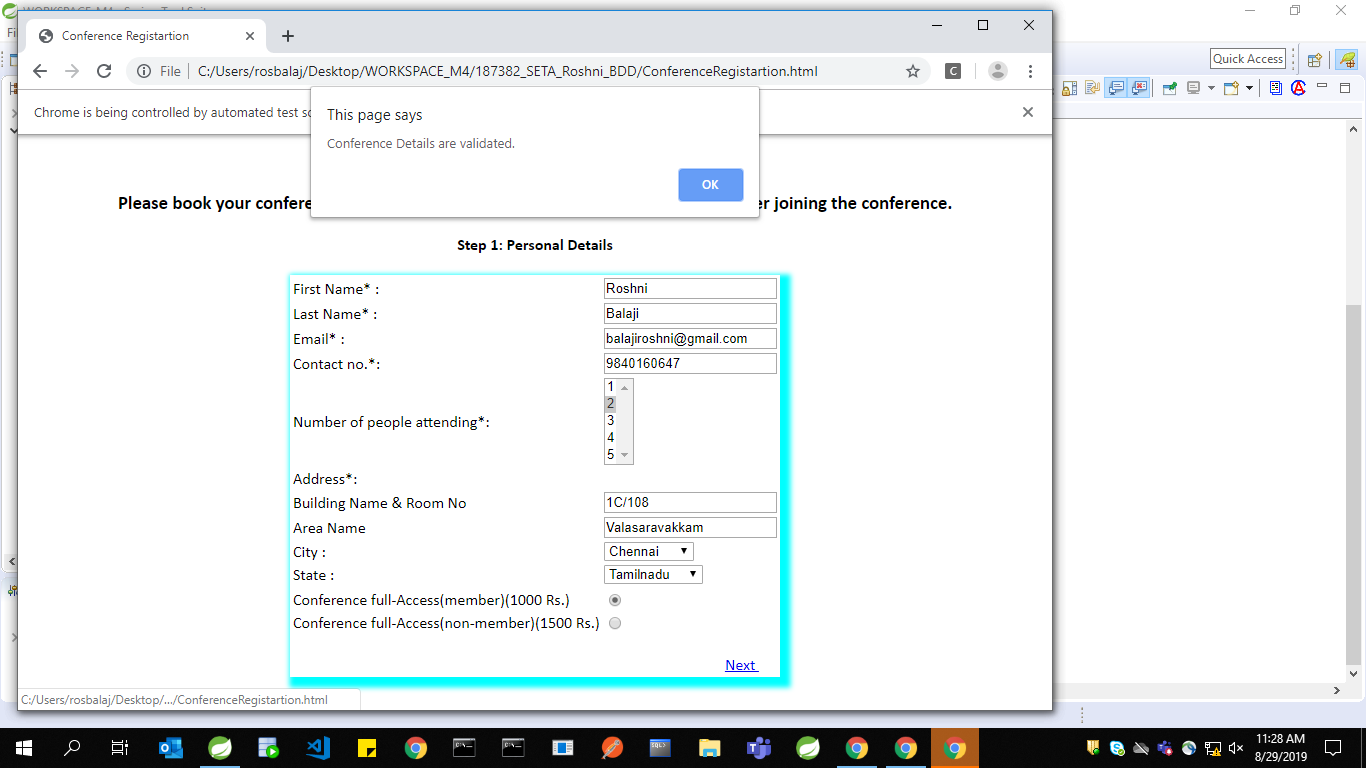 Conference Registartion
Quick Access
File
C:/Users/rosbalaj/Desktop/WORKSPACE_M4/187382_SETA_Roshni_BDD/ConferenceRegistartion.html
C
Chrome is being controlled by automated test
This page says
Conference Details are validated.
OK
Please book your
joining the conference.
Step 1: Personal Details
First Name* :
Roshni
Last Name* :
Balaji
Email* :
balajiroshni@gmail.com
Contact no.*:
9840160647
1
2
3
4
5
Number of people attending*:
Address*:
Building Name & Room No
1C/108
Area Name
Valasaravakkam
City :
Chennai
State :
Tamilnadu
Conference full-Access(member)(1000 Rs.)
Conference full-Access(non-member)(1500 Rs.)
Next
C:/Users/rosbalaj/Desktop/.../ConferenceRegistartion.html
11:28 AM
8/29/2019